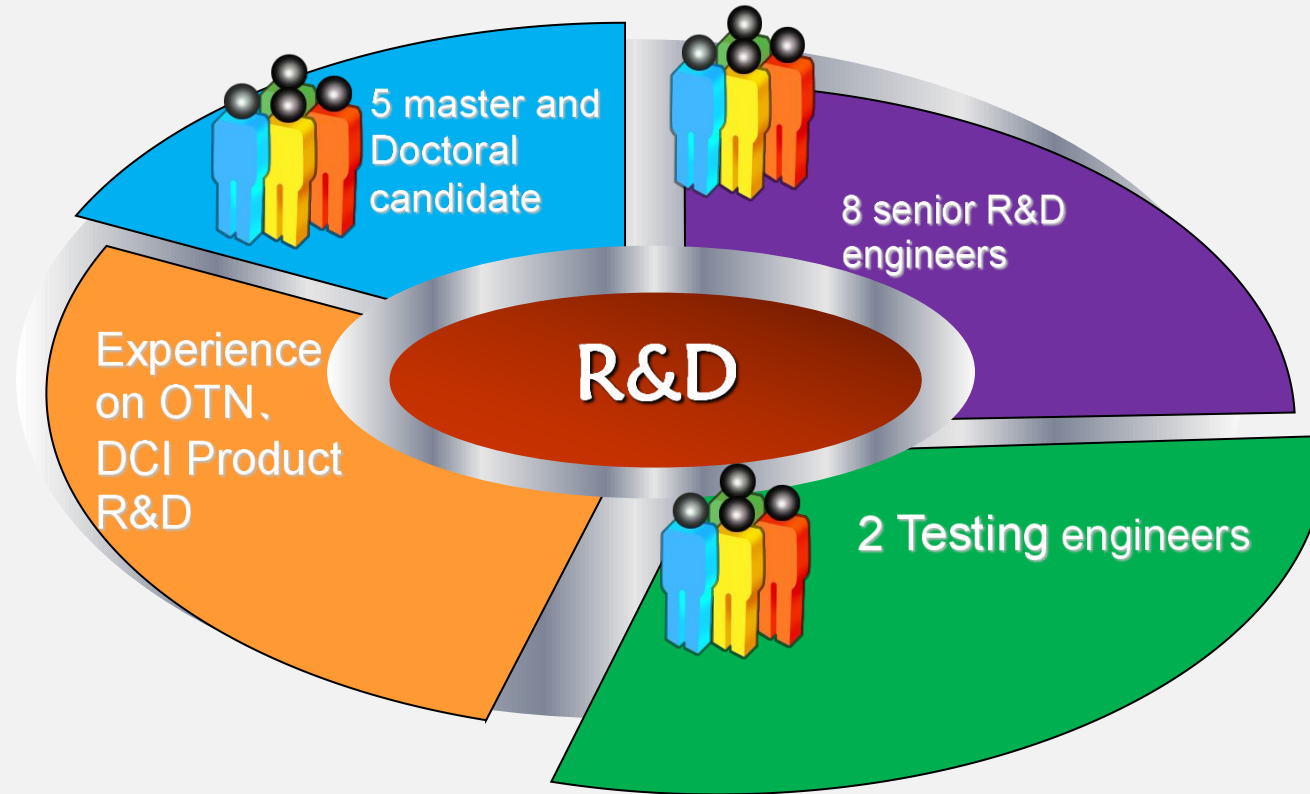 5 master and
Doctoral
candidate
8 senior R&D
engineers
Experience
on OTN、
DCI Product
R&D
R&D
2 Testing engineers